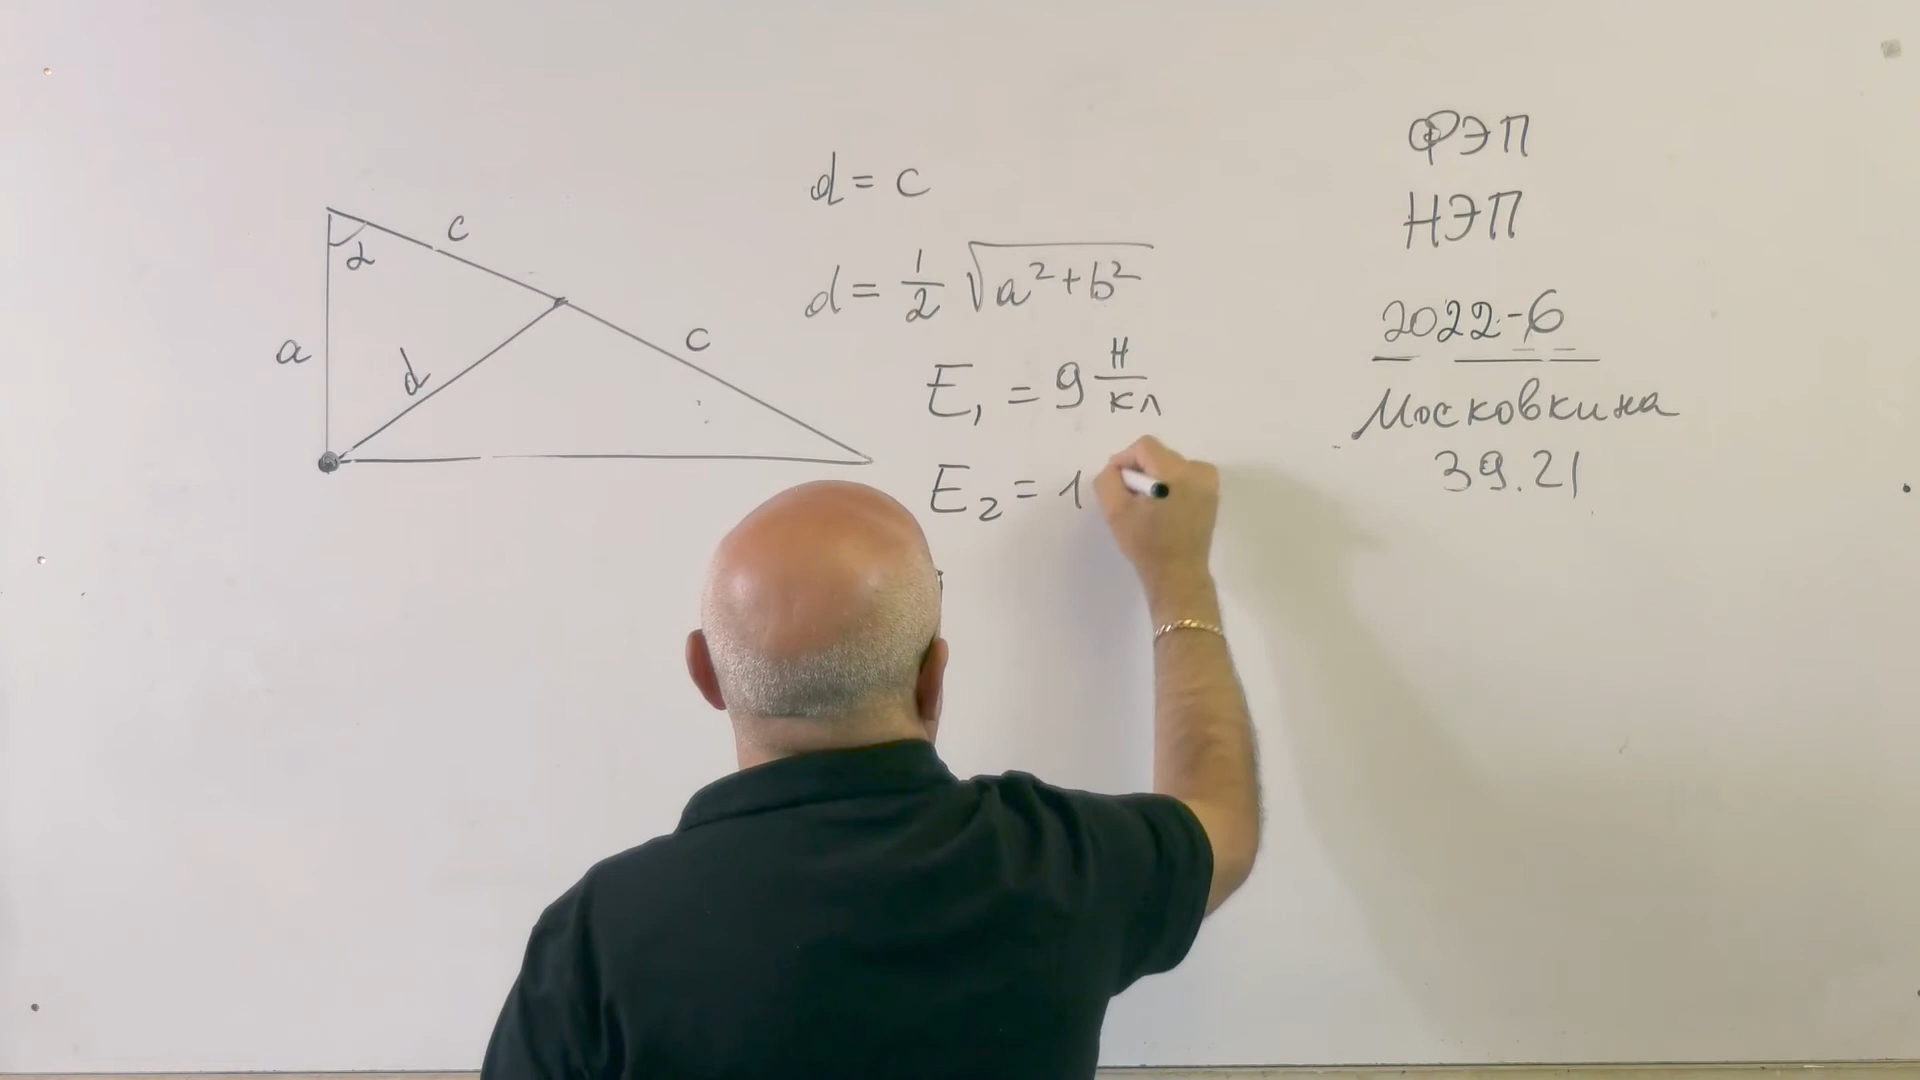 α
c
c
a
d
d = c
d = 1/2 √(a² + b²)
E₁ = 9 Н/Кл
E₂ = 1
ФЭП
НЭП
2022-6
Московкина
39.21